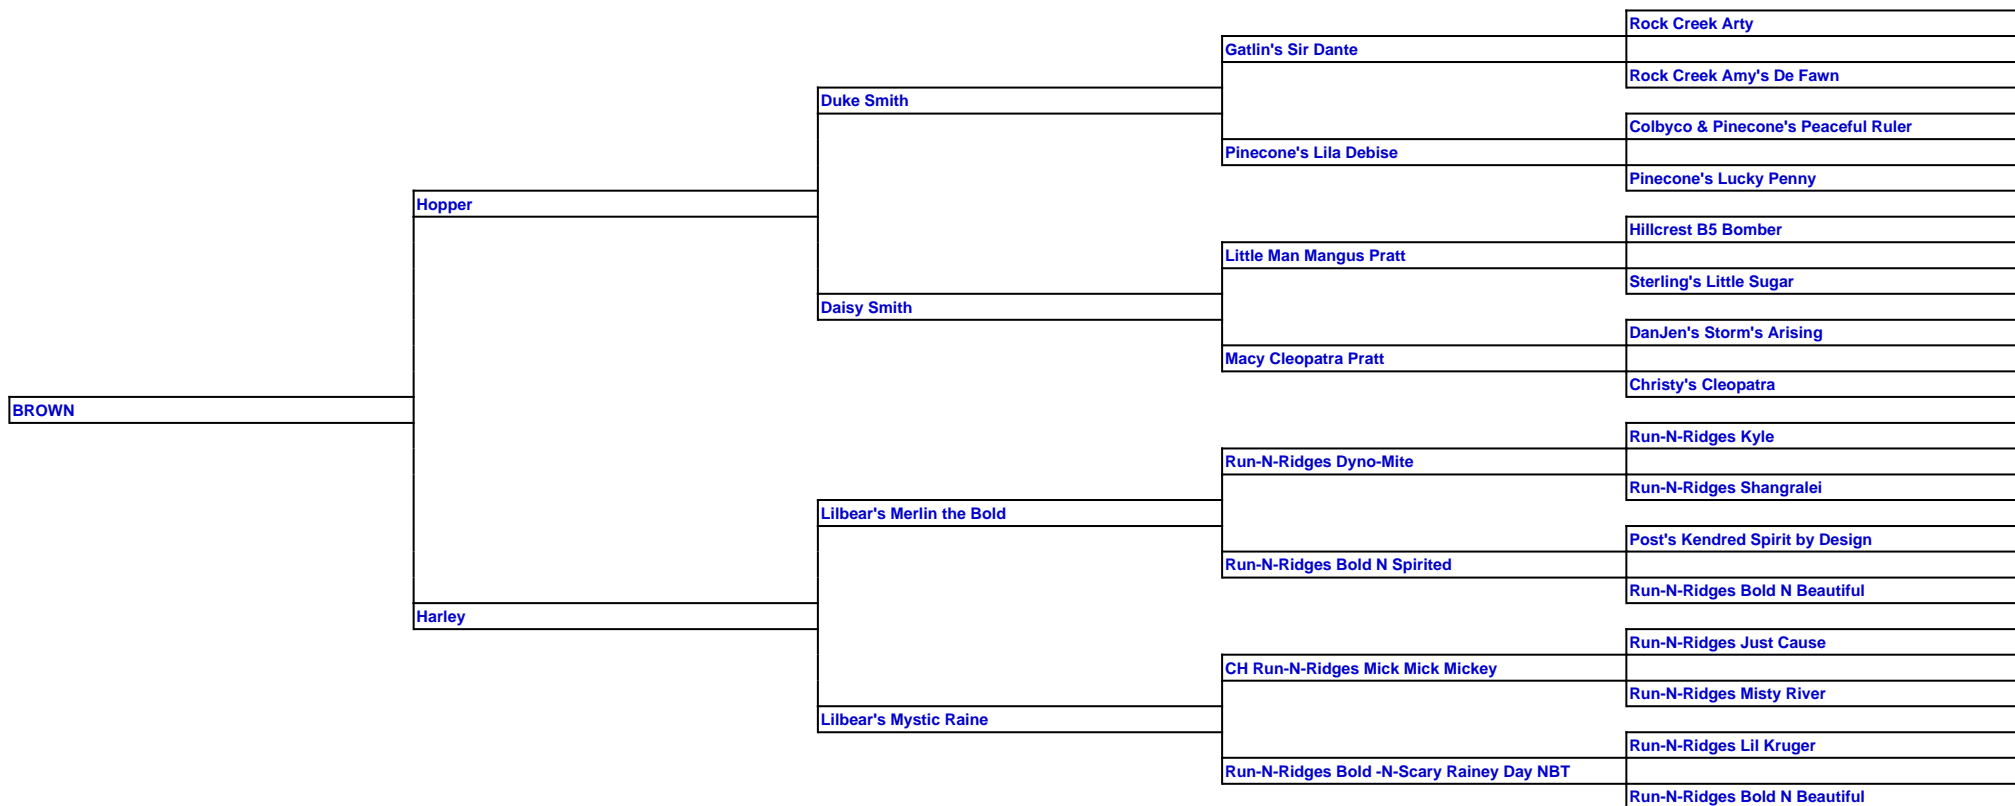 Rock Creek Arty
Gatlin's Sir Dante
Rock Creek Amy's De Fawn
Duke Smith
Colbyco & Pinecone's Peaceful Ruler
Pinecone's Lila Debise
Pinecone's Lucky Penny
Hopper
Hillcrest B5 Bomber
Little Man Mangus Pratt
Sterling's Little Sugar
Daisy Smith
DanJen's Storm's Arising
Macy Cleopatra Pratt
Christy's Cleopatra
BROWN
Run-N-Ridges Kyle
Run-N-Ridges Dyno-Mite
Run-N-Ridges Shangralei
Lilbear's Merlin the Bold
Post's Kendred Spirit by Design
Run-N-Ridges Bold N Spirited
Run-N-Ridges Bold N Beautiful
Harley
Run-N-Ridges Just Cause
CH Run-N-Ridges Mick Mick Mickey
Run-N-Ridges Misty River
Lilbear's Mystic Raine
Run-N-Ridges Lil Kruger
Run-N-Ridges Bold -N-Scary Rainey Day NBT
Run-N-Ridges Bold N Beautiful